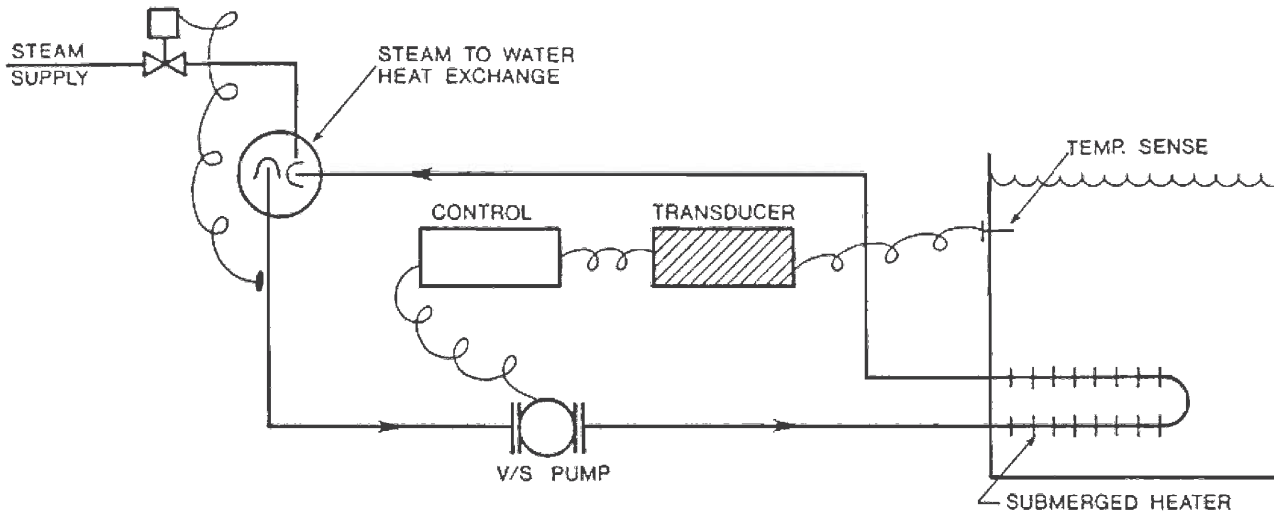 STEAM
SUPPLY
STEAM TO WATER
HEAT EXCHANGE
TEMP. SENSE
CONTROL
TRANSDUCER
V/S PUMP
SUBMERGED HEATER